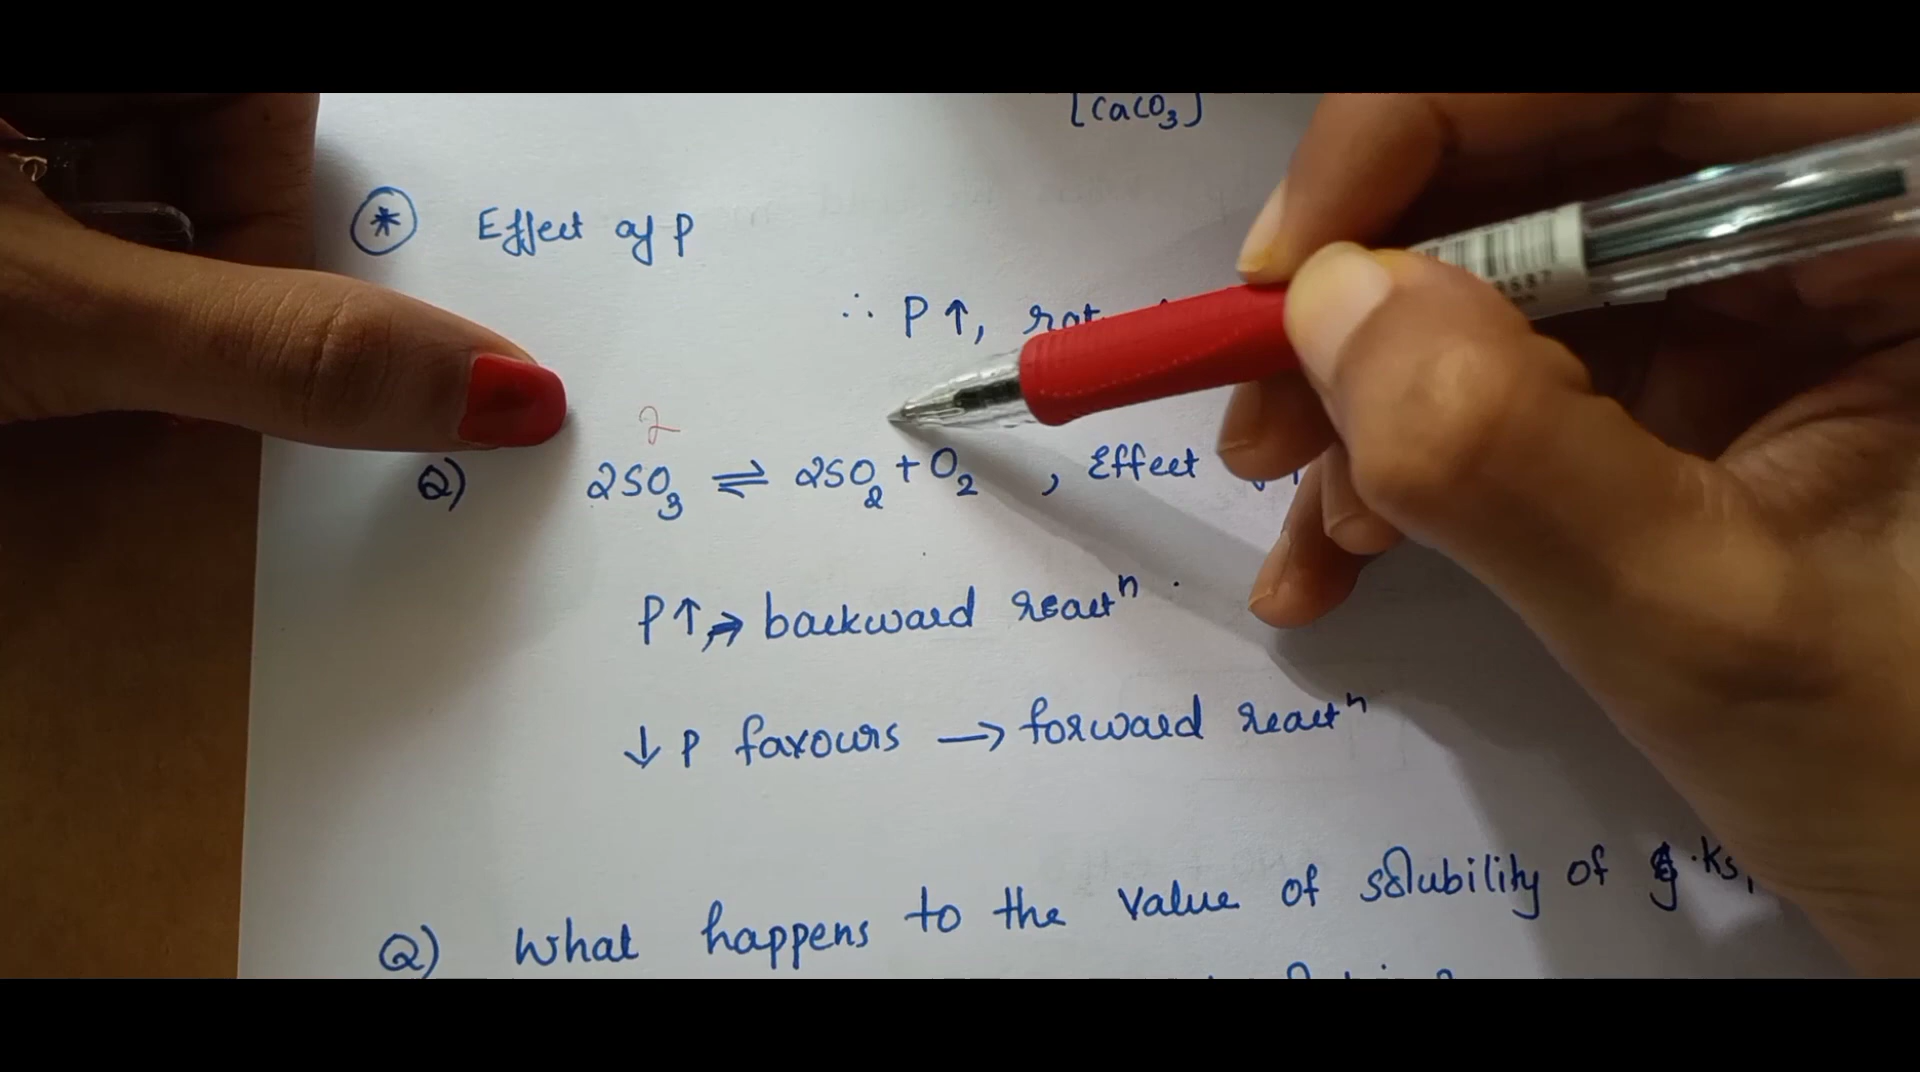 [CaCO3]
* Effect of P
∴ P↑,
2
Q) 2SO3 ⇌ 2SO2 + O2 , Effect
P↑ → backward reactn.
↓ P favours → forward reactn
Q) What happens to the value of solubility of